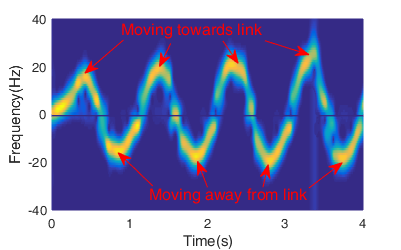 40
Moving towards link
20
0
-20
Moving away from link
-40
0 1 2 3 4
Frequency(Hz)
Time(s)